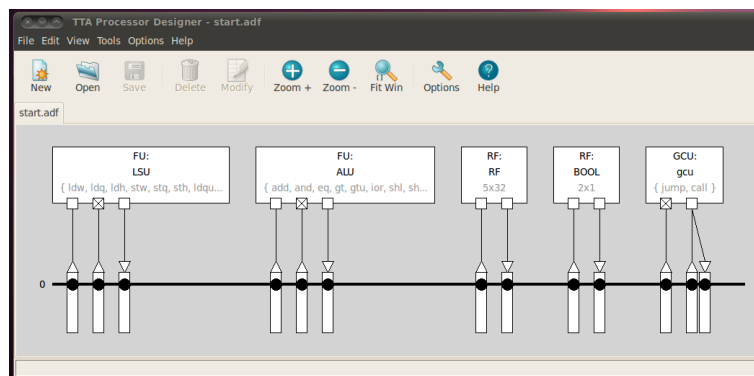 TTA Processor Designer - start.adf
File Edit View Tools Options Help
New Open Save Delete Modify Zoom + Zoom - Fit Win Options Help
start.adf
FU: FU: RF: RF: GCU:
LSU ALU RF BOOL gcu
{ ldw, ldq, ldh, stw, stq, sth, ldqu... { add, and, eq, gt, gtu, ior, shl, sh... 5x32 2x1 { jump, call }
0